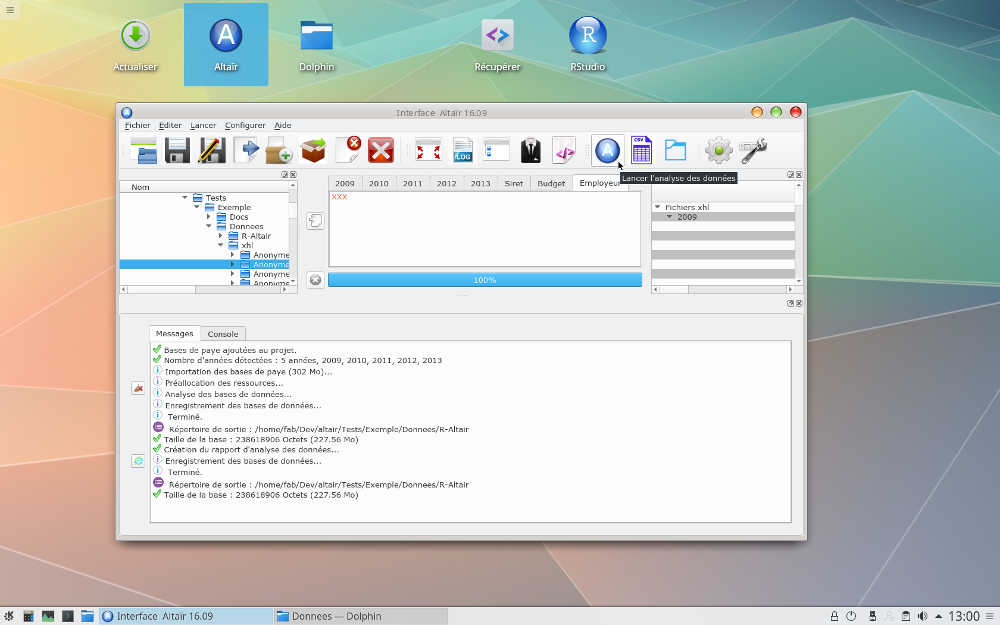 Actualiser
Altaïr
Dolphin
Récupérer
RStudio
Interface Altaïr 16.09
Fichier Editer Lancer Configurer Aide
LOG
CSV
Lancer l'analyse des données
Nom
Tests
Exemple
Docs
Donnees
R-Altair
xhl
Anonyme
Anonyme
Anonyme
Anonyme
2009 2010 2011 2012 2013 Siret Budget Employeur
XXX
100%
Fichiers xhl
2009
Messages Console
Bases de paye ajoutées au projet.
Nombre d'années détectées : 5 années, 2009, 2010, 2011, 2012, 2013
Importation des bases de paye (302 Mo)...
Préallocation des ressources...
Analyse des bases de données...
Enregistrement des bases de données...
Terminé.
Répertoire de sortie : /home/fab/Dev/altair/Tests/Exemple/Donnees/R-Altair
Taille de la base : 238618906 Octets (227.56 Mo)
Création du rapport d'analyse des données...
Enregistrement des bases de données...
Terminé.
Répertoire de sortie : /home/fab/Dev/altair/Tests/Exemple/Donnees/R-Altair
Taille de la base : 238618906 Octets (227.56 Mo)
Interface Altaïr 16.09
Donnees — Dolphin
13:00